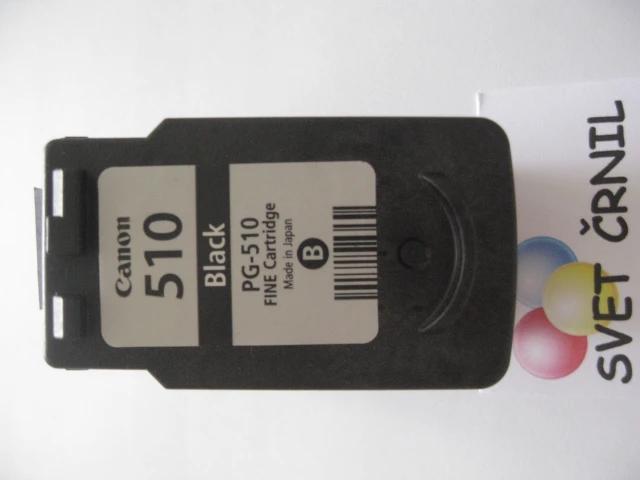 Canon
510
Black
PG-510
FINE Cartridge
Made in Japan
B
SVET ČRNIL